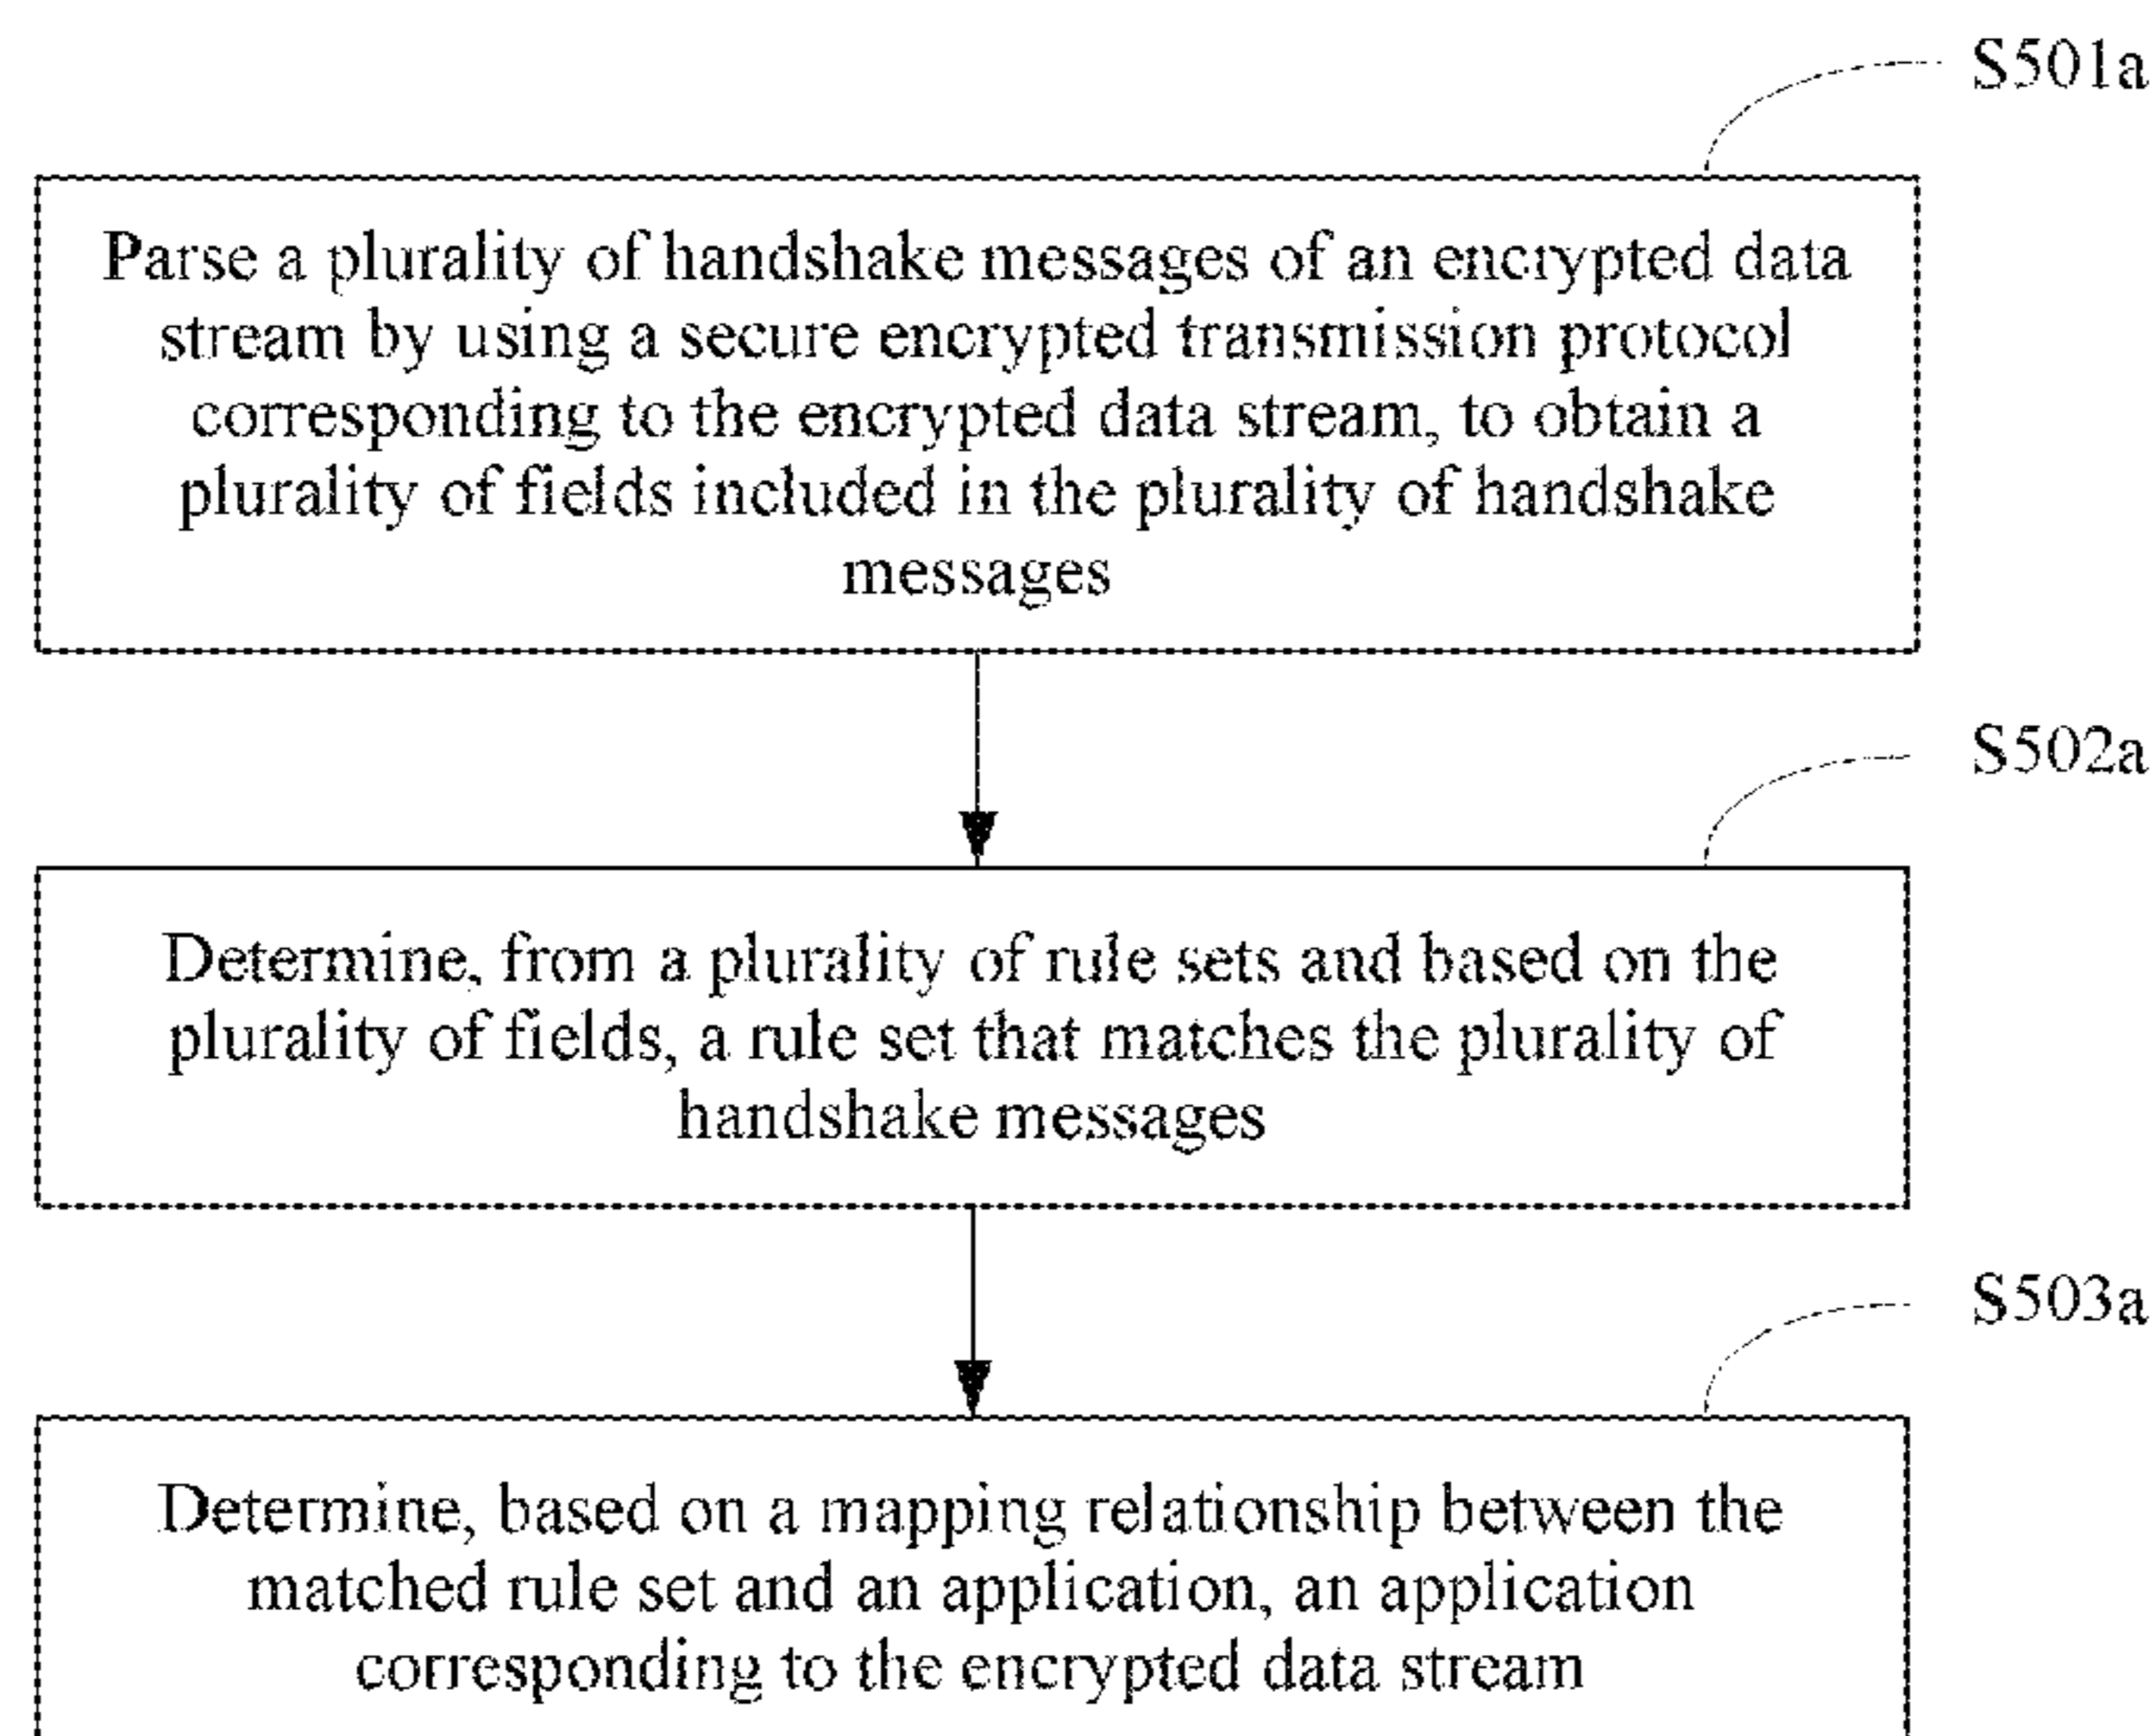 S501a
Parse a plurality of handshake messages of an encrypted data
stream by using a secure encrypted transmission protocol
corresponding to the encrypted data stream, to obtain a
plurality of fields included in the plurality of handshake
messages
S502a
Determine, from a plurality of rule sets and based on the
plurality of fields, a rule set that matches the plurality of
handshake messages
S503a
Determine, based on a mapping relationship between the
matched rule set and an application, an application
corresponding to the encrypted data stream